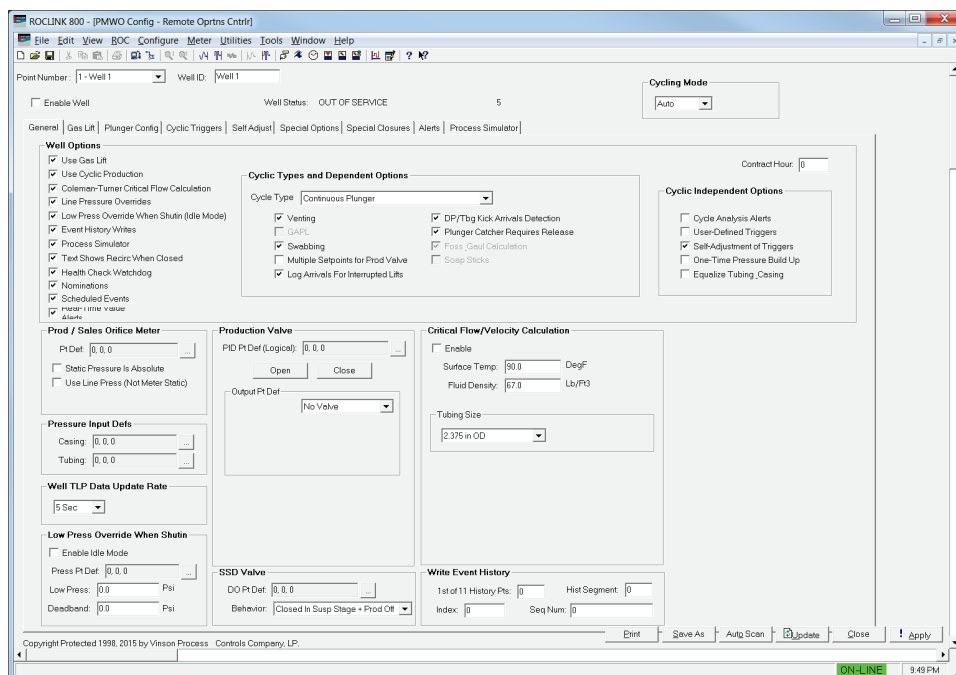 ROCLINK 800 - [PMWO Config - Remote Oprtns Cntrlr]
File Edit View ROC Configure Meter Utilities Tools Window Help
Point Number: 1 - Well 1 Well ID: Well 1
Cycling Mode
Auto
Enable Well Well Status: OUT OF SERVICE 5
General Gas Lift Plunger Config Cyclic Triggers Self Adjust Special Options Special Closures Alerts Process Simulator
Well Options
Use Gas Lift
Use Cyclic Production
Coleman-Turner Critical Flow Calculation
Line Pressure Overrides
Low Press Override When Shutin (Idle Mode)
Event History Writes
Process Simulator
Text Shows Recirc When Closed
Health Check Watchdog
Nominations
Scheduled Events
Real-Time Value
Alerts
Contract Hour: 0
Cyclic Types and Dependent Options
Cycle Type Continuous Plunger
Venting
GAPL
Swabbing
Multiple Setpoints for Prod Valve
Log Arrivals For Interrupted Lifts
DP/Tbg Kick Arrivals Detection
Plunger Catcher Requires Release
Foss_Gaul Calculation
Soap Sticks
Cyclic Independent Options
Cycle Analysis Alerts
User-Defined Triggers
Self-Adjustment of Triggers
One-Time Pressure Build Up
Equalize Tubing_Casing
Prod / Sales Orifice Meter
Pt Def: 0, 0, 0 ...
Static Pressure Is Absolute
Use Line Press (Not Meter Static)
Pressure Input Defs
Casing: 0, 0, 0 ...
Tubing: 0, 0, 0 ...
Well TLP Data Update Rate
5 Sec
Low Press Override When Shutin
Enable Idle Mode
Press Pt Def: 0, 0, 0 ...
Low Press: 0.0 Psi
Deadband: 0.0 Psi
Production Valve
PID Pt Def (Logical): 0, 0, 0 ...
Open Close
Output Pt Def
No Valve
SSD Valve
DO Pt Def: 0, 0, 0 ...
Behavior: Closed In Susp Stage + Prod Off
Critical Flow/Velocity Calculation
Enable
Surface Temp: 90.0 DegF
Fluid Density: 67.0 Lb/Ft3
Tubing Size
2.375 in OD
Write Event History
1st of 11 History Pts: 0 Hist Segment: 0
Index: 0 Seq Num: 0
Copyright Protected 1998, 2015 by Vinson Process Controls Company, LP.
Print Save As Auto Scan Update Close ! Apply
ON-LINE 9:49 PM